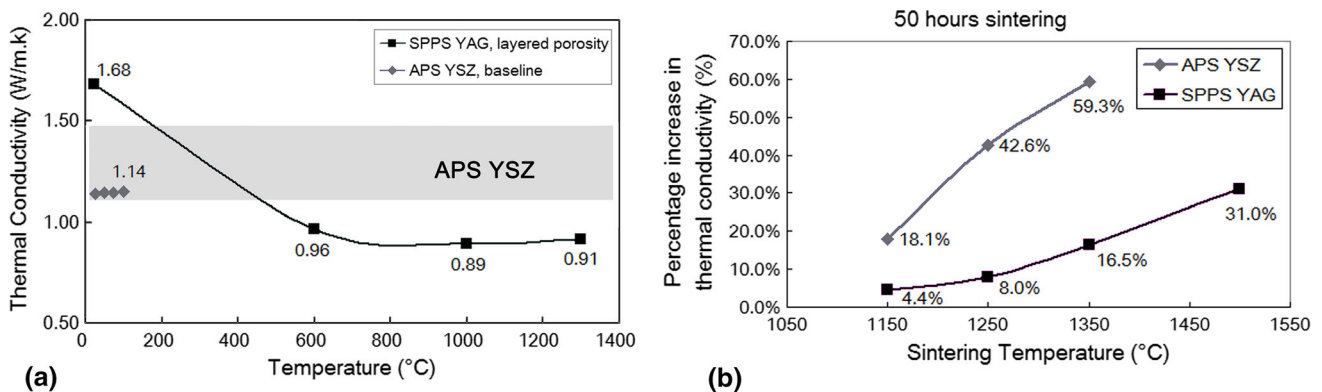 2.00
1.50
1.00
0.50
Thermal Conductivity (W/m.k)
0 200 400 600 800 1000 1200 1400
Temperature (°C)
SPPS YAG, layered porosity
APS YSZ, baseline
1.68
1.14
APS YSZ
0.96
0.89
0.91
(a)
50 hours sintering
70.0%
60.0%
50.0%
40.0%
30.0%
20.0%
10.0%
0.0%
Percentage increase in
thermal conductivity (%)
1050 1150 1250 1350 1450 1550
Sintering Temperature (°C)
APS YSZ
SPPS YAG
59.3%
42.6%
18.1%
31.0%
16.5%
8.0%
4.4%
(b)